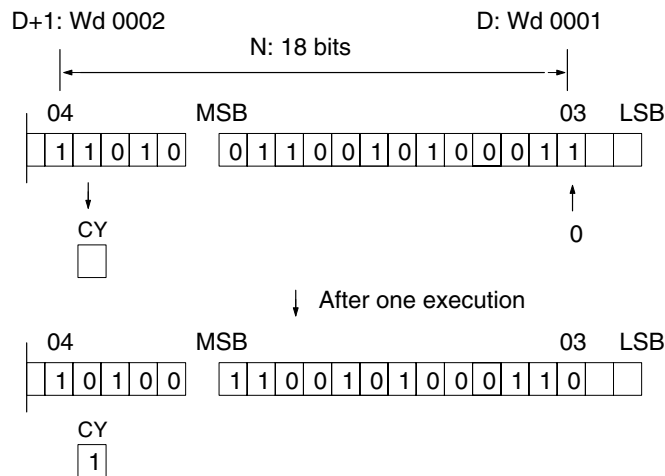 D+1: Wd 0002 D: Wd 0001
N: 18 bits
04 MSB 03 LSB
1 1 0 1 0 0 1 1 0 0 1 0 1 0 0 0 1 1
CY 0
After one execution
04 MSB 03 LSB
1 0 1 0 0 1 1 0 0 1 0 1 0 0 0 1 1 0
CY
1